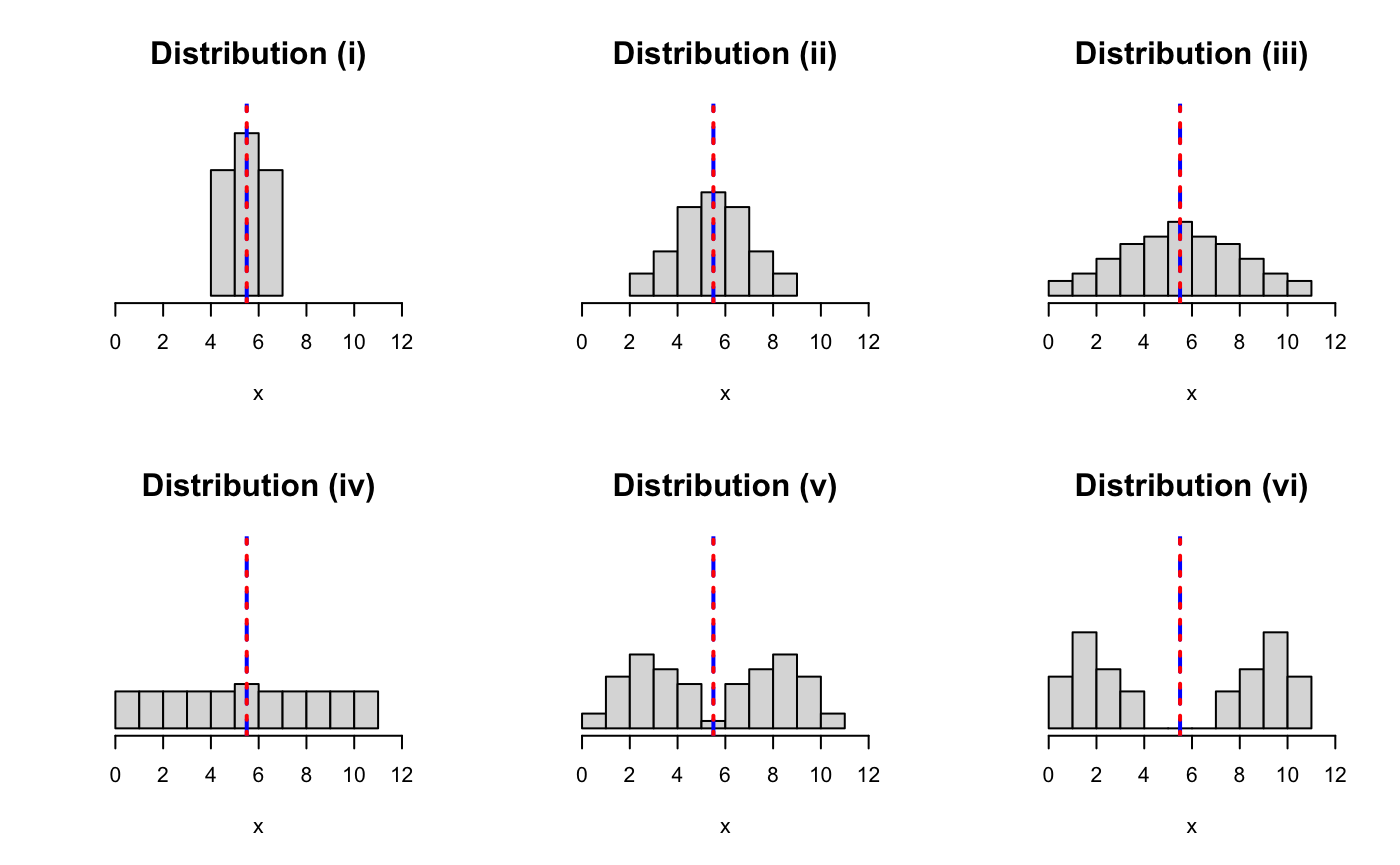 Distribution (i)
Distribution (ii)
Distribution (iii)
0 2 4 6 8 10 12
0 2 4 6 8 10 12
0 2 4 6 8 10 12
x
x
x
Distribution (iv)
Distribution (v)
Distribution (vi)
0 2 4 6 8 10 12
0 2 4 6 8 10 12
0 2 4 6 8 10 12
x
x
x